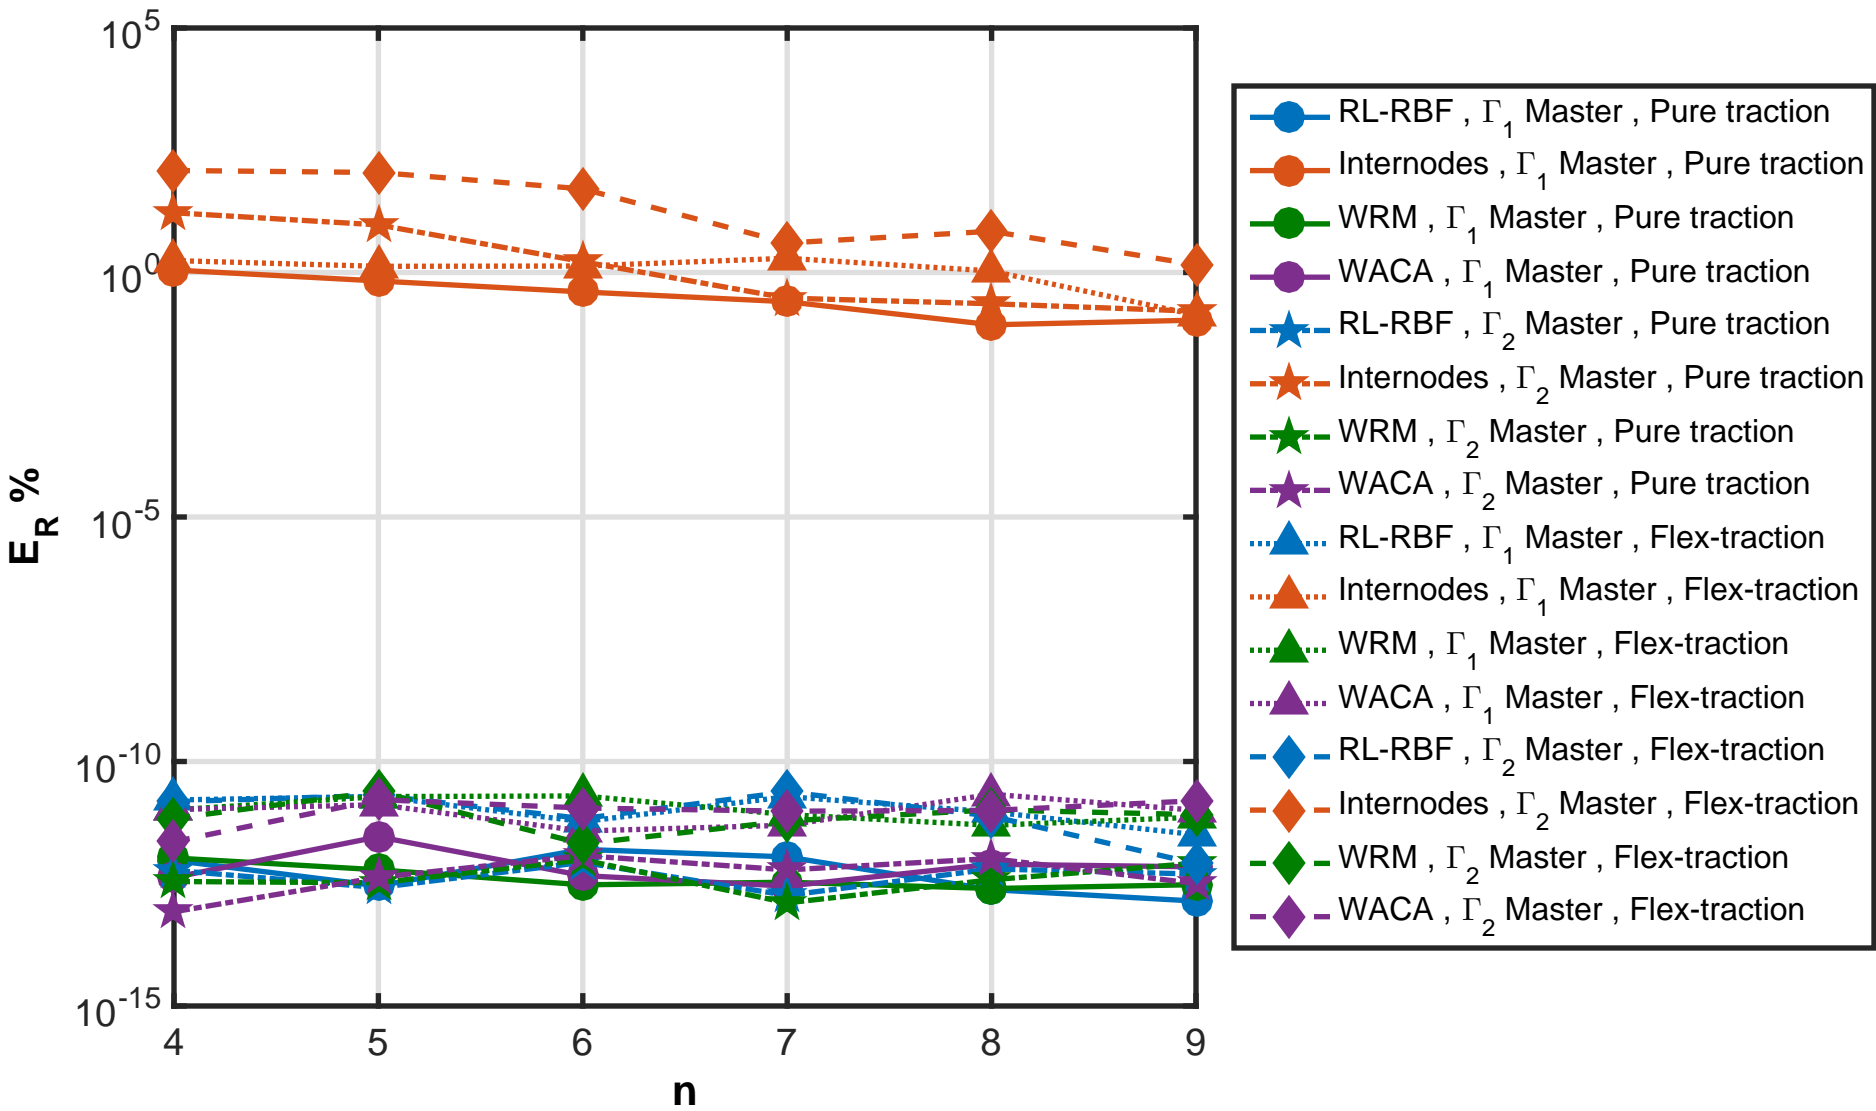 10^5
10^0
10^-5
10^-10
10^-15
E_R %
4 5 6 7 8 9
n
RL-RBF , Γ_1 Master , Pure traction
Internodes , Γ_1 Master , Pure traction
WRM , Γ_1 Master , Pure traction
WACA , Γ_1 Master , Pure traction
RL-RBF , Γ_2 Master , Pure traction
Internodes , Γ_2 Master , Pure traction
WRM , Γ_2 Master , Pure traction
WACA , Γ_2 Master , Pure traction
RL-RBF , Γ_1 Master , Flex-traction
Internodes , Γ_1 Master , Flex-traction
WRM , Γ_1 Master , Flex-traction
WACA , Γ_1 Master , Flex-traction
RL-RBF , Γ_2 Master , Flex-traction
Internodes , Γ_2 Master , Flex-traction
WRM , Γ_2 Master , Flex-traction
WACA , Γ_2 Master , Flex-traction